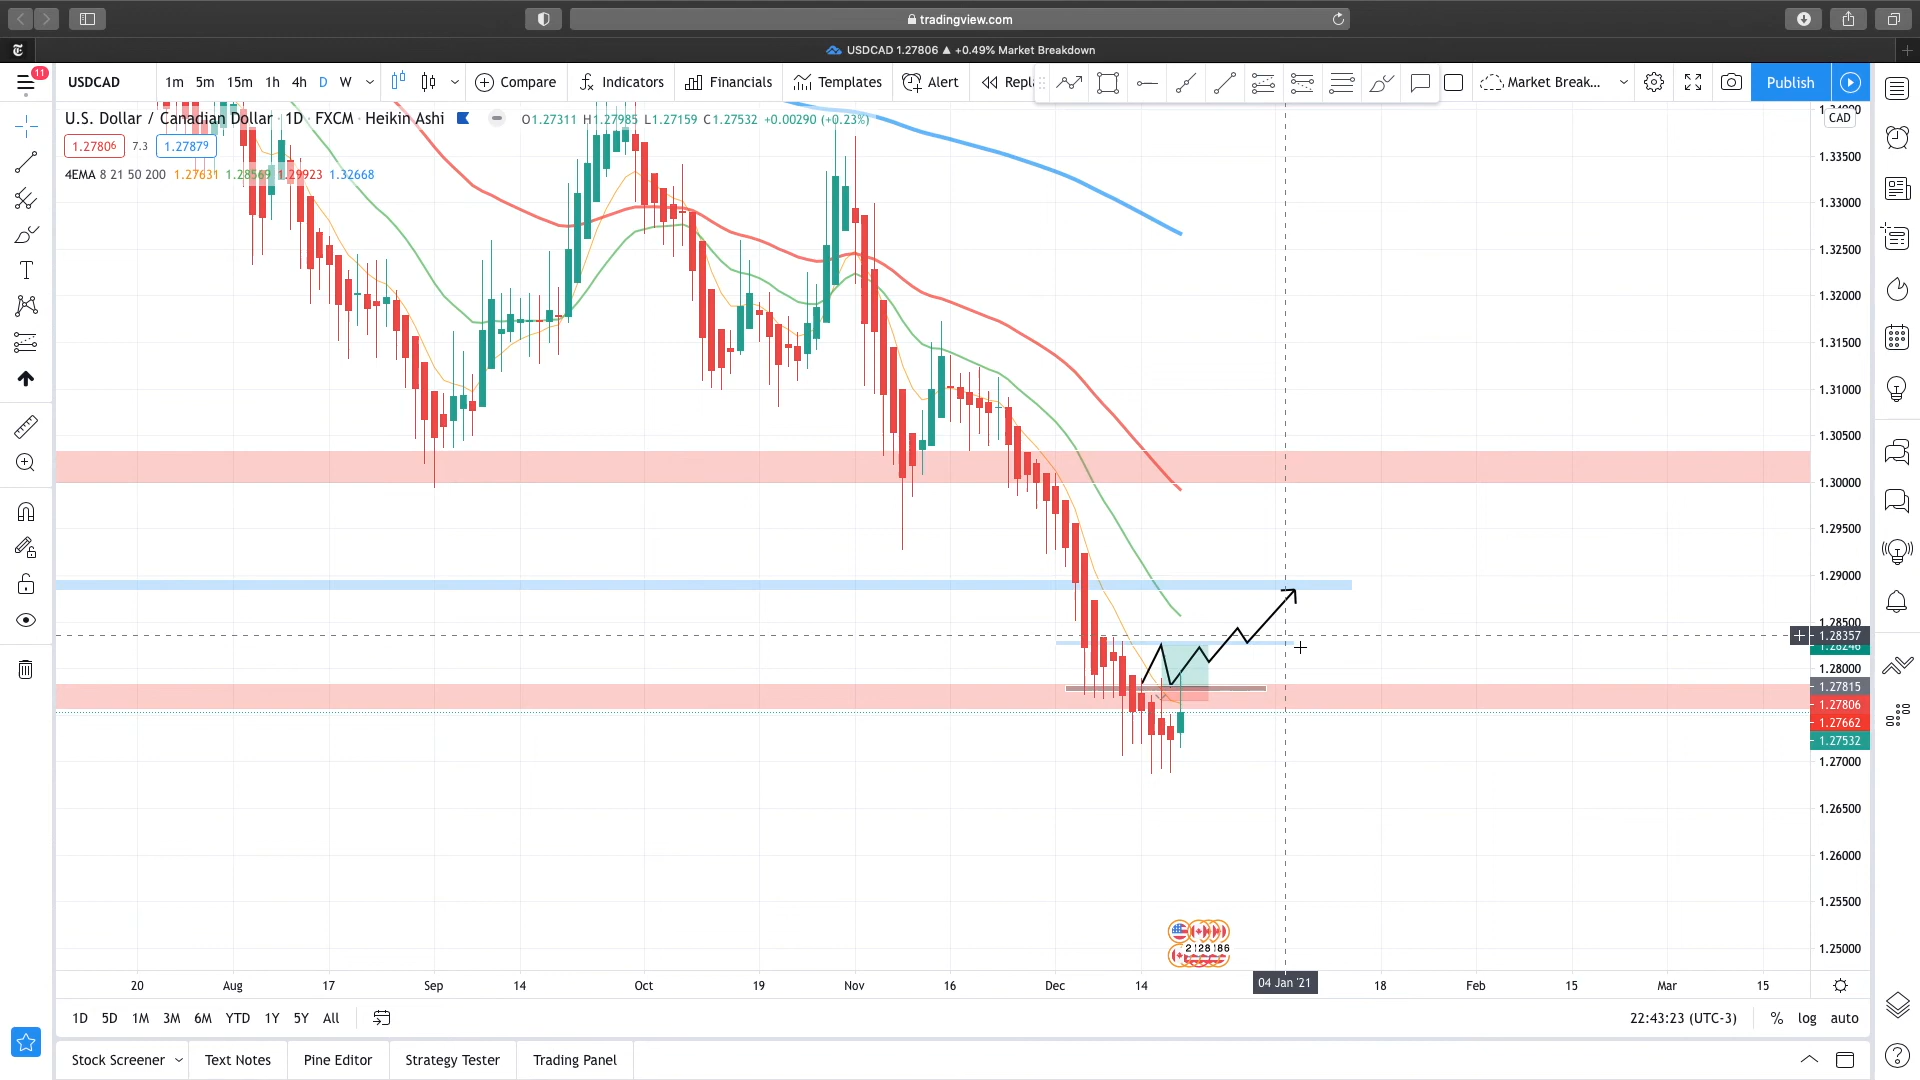 tradingview.com
USDCAD 1.27806 ▲ +0.49% Market Breakdown
11
USDCAD 1m 5m 15m 1h 4h D W Compare Indicators Financials Templates Alert Market Break... Publish
U.S. Dollar / Canadian Dollar · 1D · FXCM · Heikin Ashi O1.27311 H1.27985 L1.27159 C1.27532 +0.00290 (+0.23%)
1.27806 7.3 1.27879
4EMA 8 21 50 200 1.27631 1.28569 1.29923 1.32668
1.34000
CAD
1.33500
1.33000
1.32500
1.32000
1.31500
1.31000
1.30500
1.30000
1.29500
1.29000
1.28500
1.28357
1.28246
1.28000
1.27815
1.27806
1.27662
1.27532
1.27000
1.26500
1.26000
1.25500
1.25000
20 Aug 17 Sep 14 Oct 19 Nov 16 Dec 14 04 Jan '21 18 Feb 15 Mar 15
1D 5D 1M 3M 6M YTD 1Y 5Y All 22:43:23 (UTC-3) % log auto
Stock Screener Text Notes Pine Editor Strategy Tester Trading Panel